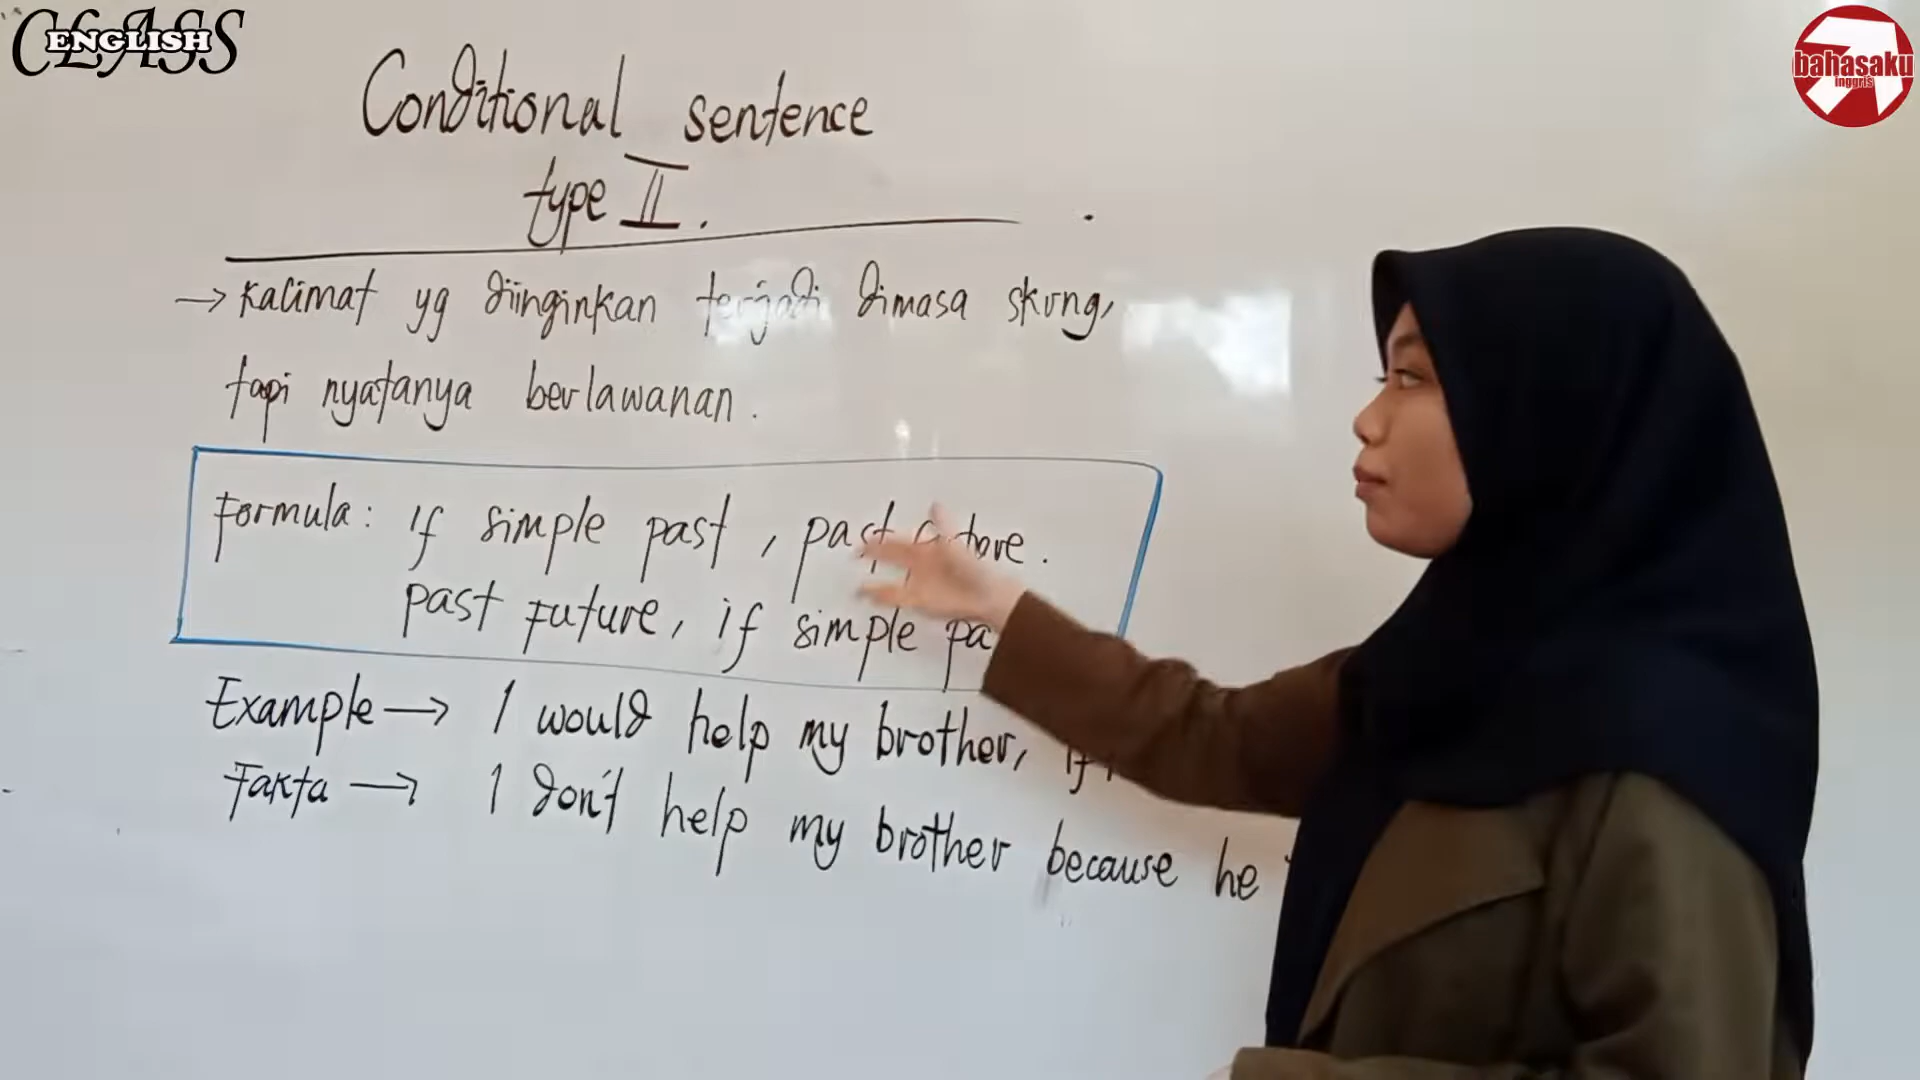 CLASS
ENGLISH
bahasaku
inggris
Conditional sentence
type II.
→ Kalimat yg diinginkan terjadi dimasa skrng,
tapi nyatanya berlawanan.
Formula: If simple past, past
past Future, if simple
Example → I would help my brother, if
Fakta → I don't help my brother because he